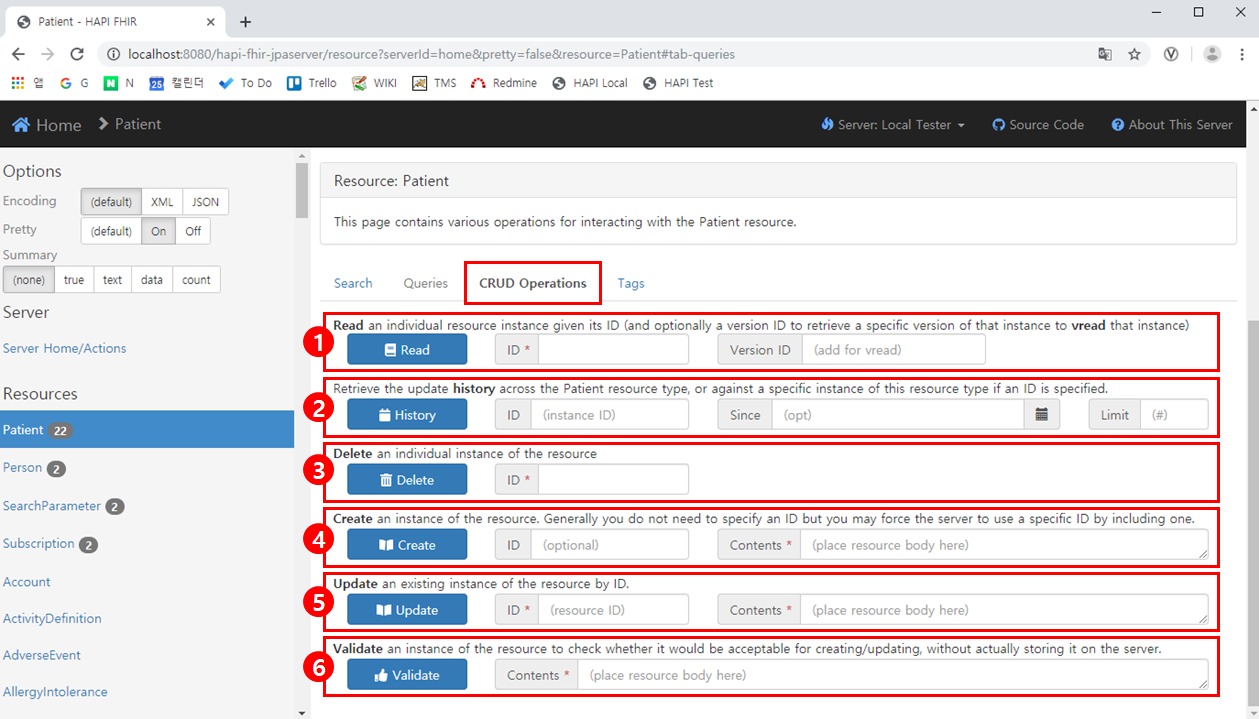 Patient - HAPI FHIR
localhost:8080/hapi-fhir-jpaserver/resource?serverId=home&pretty=false&resource=Patient#tab-queries
앱 G N 25 캘린더 To Do Trello WIKI TMS Redmine HAPI Local HAPI Test
Home Patient Server: Local Tester Source Code About This Server
Options
Encoding (default) XML JSON
Pretty (default) On Off
Summary
(none) true text data count
Server
Server Home/Actions
Resources
Patient 22
Person 2
SearchParameter 2
Subscription 2
Account
ActivityDefinition
AdverseEvent
AllergyIntolerance
Resource: Patient
This page contains various operations for interacting with the Patient resource.
Search Queries CRUD Operations Tags
Read an individual resource instance given its ID (and optionally a version ID to retrieve a specific version of that instance to vread that instance)
1 Read ID * Version ID (add for vread)
Retrieve the update history across the Patient resource type, or against a specific instance of this resource type if an ID is specified.
2 History ID (instance ID) Since (opt) Limit (#)
Delete an individual instance of the resource
3 Delete ID *
Create an instance of the resource. Generally you do not need to specify an ID but you may force the server to use a specific ID by including one.
4 Create ID (optional) Contents * (place resource body here)
Update an existing instance of the resource by ID.
5 Update ID * (resource ID) Contents * (place resource body here)
Validate an instance of the resource to check whether it would be acceptable for creating/updating, without actually storing it on the server.
6 Validate Contents * (place resource body here)